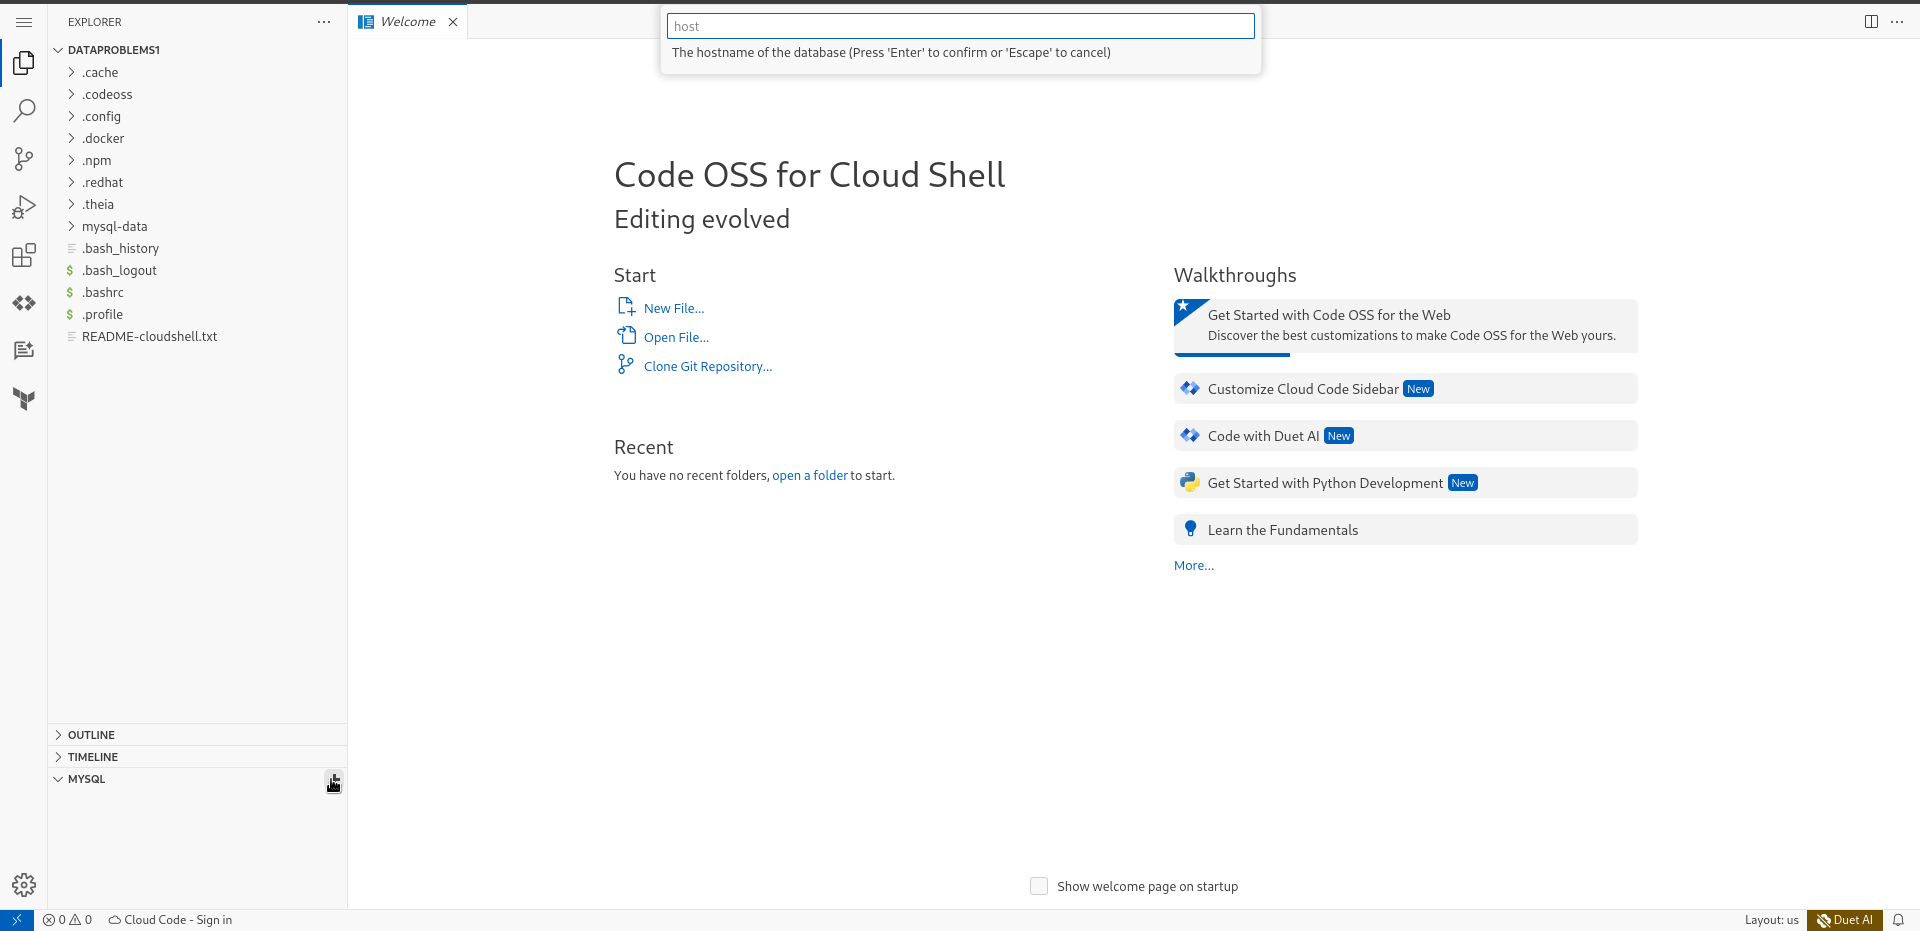 EXPLORER
Welcome
host
The hostname of the database (Press 'Enter' to confirm or 'Escape' to cancel)
DATAPROBLEMS1
.cache
.codeoss
.config
.docker
.npm
.redhat
.theia
mysql-data
.bash_history
$ .bash_logout
$ .bashrc
$ .profile
README-cloudshell.txt
OUTLINE
TIMELINE
MYSQL
Code OSS for Cloud Shell
Editing evolved
Start
New File...
Open File...
Clone Git Repository...
Recent
You have no recent folders, open a folder to start.
Walkthroughs
Get Started with Code OSS for the Web
Discover the best customizations to make Code OSS for the Web yours.
Customize Cloud Code Sidebar New
Code with Duet AI New
Get Started with Python Development New
Learn the Fundamentals
More...
Show welcome page on startup
0 0 Cloud Code - Sign in
Layout: us Duet AI